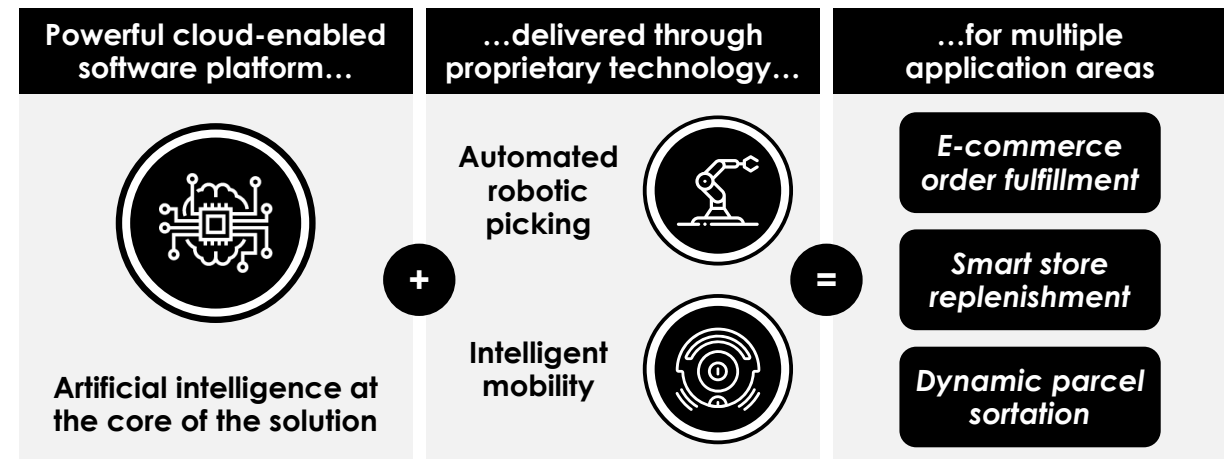 Powerful cloud-enabled
software platform…
Artificial intelligence at
the core of the solution
+
…delivered through
proprietary technology…
Automated
robotic
picking
Intelligent
mobility
=
…for multiple
application areas
E-commerce
order fulfillment
Smart store
replenishment
Dynamic parcel
sortation